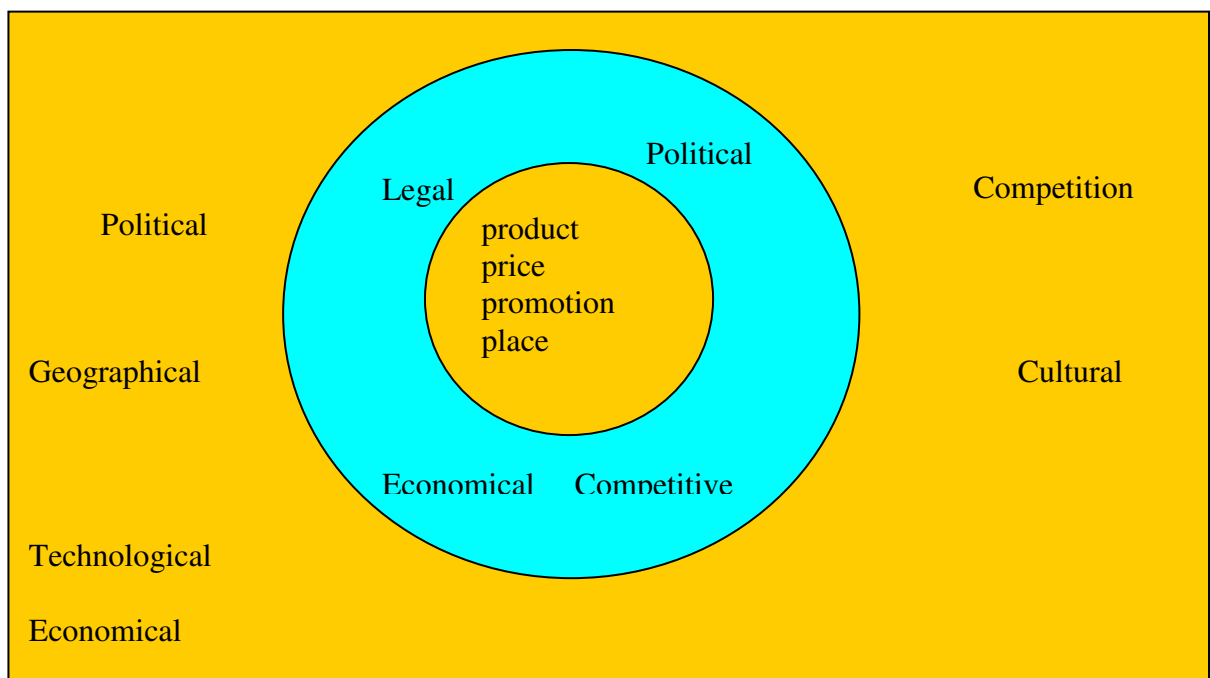 Political
Competition
Legal
Political
product
price
promotion
place
Geographical
Cultural
Economical Competitive
Technological
Economical